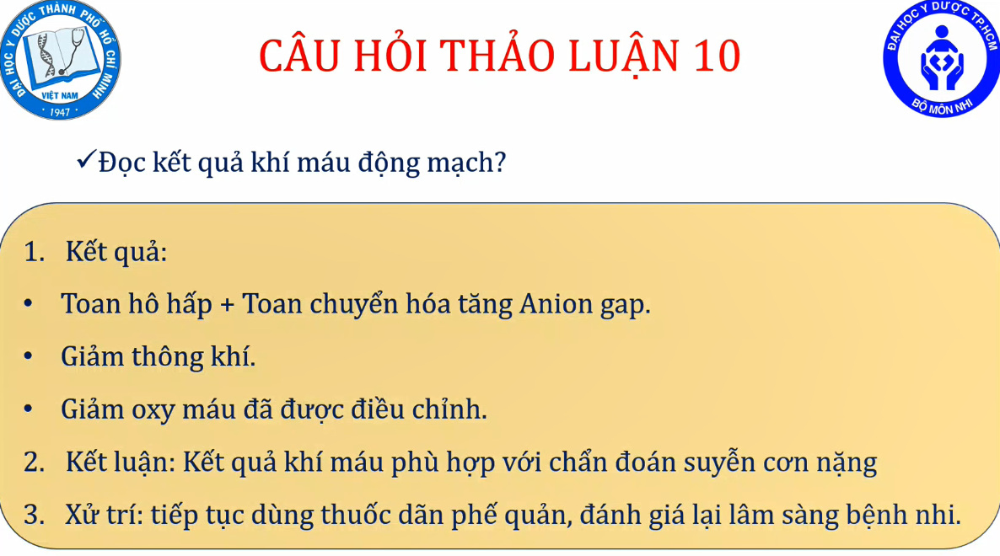 ĐẠI HỌC Y DƯỢC THÀNH PHỐ HỒ CHÍ MINH
VIỆT NAM
1947
CÂU HỎI THẢO LUẬN 10
ĐẠI HỌC Y DƯỢC TP.HCM
BỘ MÔN NHI
✓Đọc kết quả khí máu động mạch?
1. Kết quả:
• Toan hô hấp + Toan chuyển hóa tăng Anion gap.
• Giảm thông khí.
• Giảm oxy máu đã được điều chỉnh.
2. Kết luận: Kết quả khí máu phù hợp với chẩn đoán suyễn cơn nặng
3. Xử trí: tiếp tục dùng thuốc dãn phế quản, đánh giá lại lâm sàng bệnh nhi.